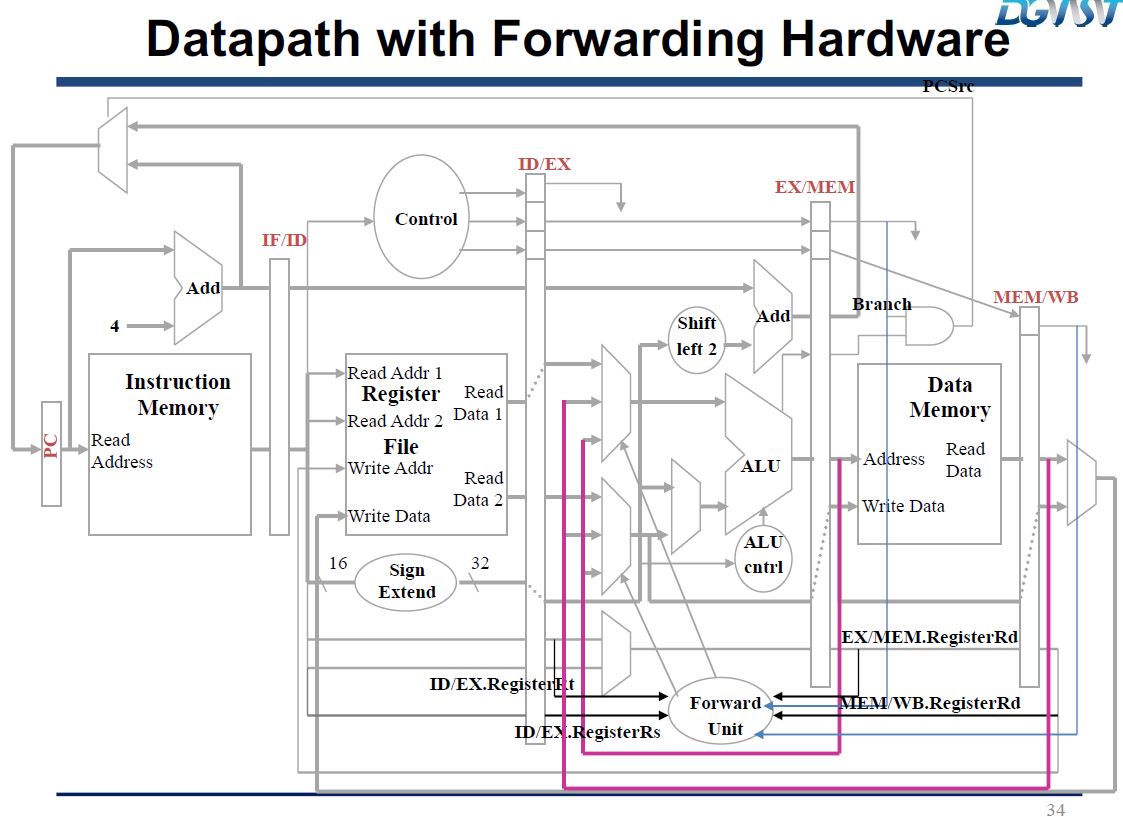 DGIST
Datapath with Forwarding Hardware
PCSrc
ID/EX
EX/MEM
Control
IF/ID
Add
4
MEM/WB
Branch
Shift
left 2
Add
Instruction
Memory
Read
Address
PC
Read Addr 1
Register
Read Addr 2
File
Write Addr
Write Data
Read
Data 1
Read
Data 2
ALU
Data
Memory
Address
Read
Data
Write Data
16
Sign
Extend
32
ALU
cntrl
EX/MEM.RegisterRd
ID/EX.RegisterRt
Forward
Unit
MEM/WB.RegisterRd
ID/EX.RegisterRs
34